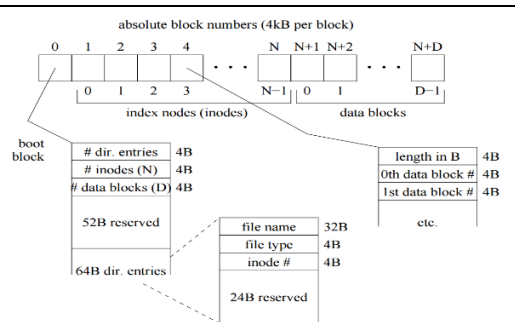 absolute block numbers (4kB per block)
0 1 2 3 4 N N+1 N+2 N+D
0 1 2 3 N−1 0 1 D−1
index nodes (inodes) data blocks
boot
block
# dir. entries 4B
# inodes (N) 4B
# data blocks (D) 4B
52B reserved
64B dir. entries
length in B 4B
0th data block # 4B
1st data block # 4B
etc.
file name 32B
file type 4B
inode # 4B
24B reserved